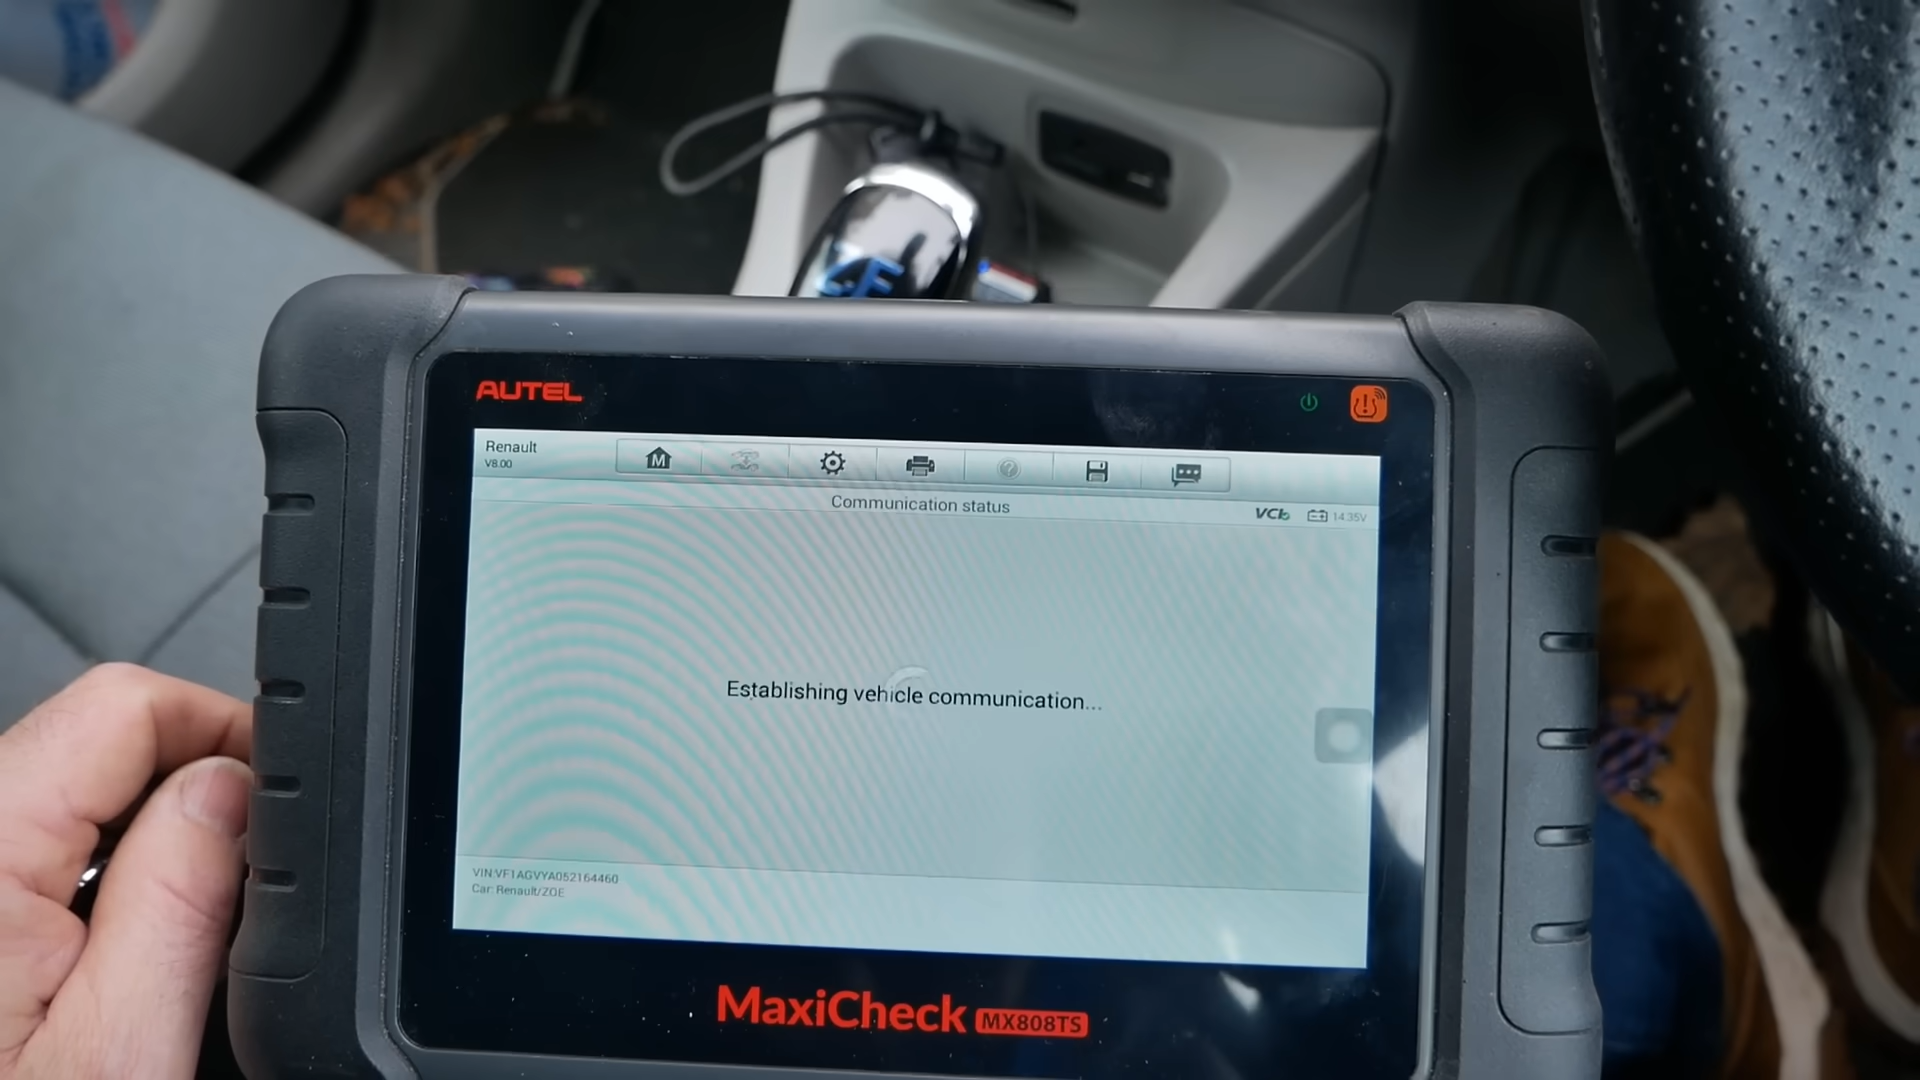 AUTEL
Renault
V8.00
M
Communication status
VCI
14.35V
Establishing vehicle communication...
VIN:VF1AGVYA052164460
Car: Renault/ZOE
MaxiCheck MX808TS